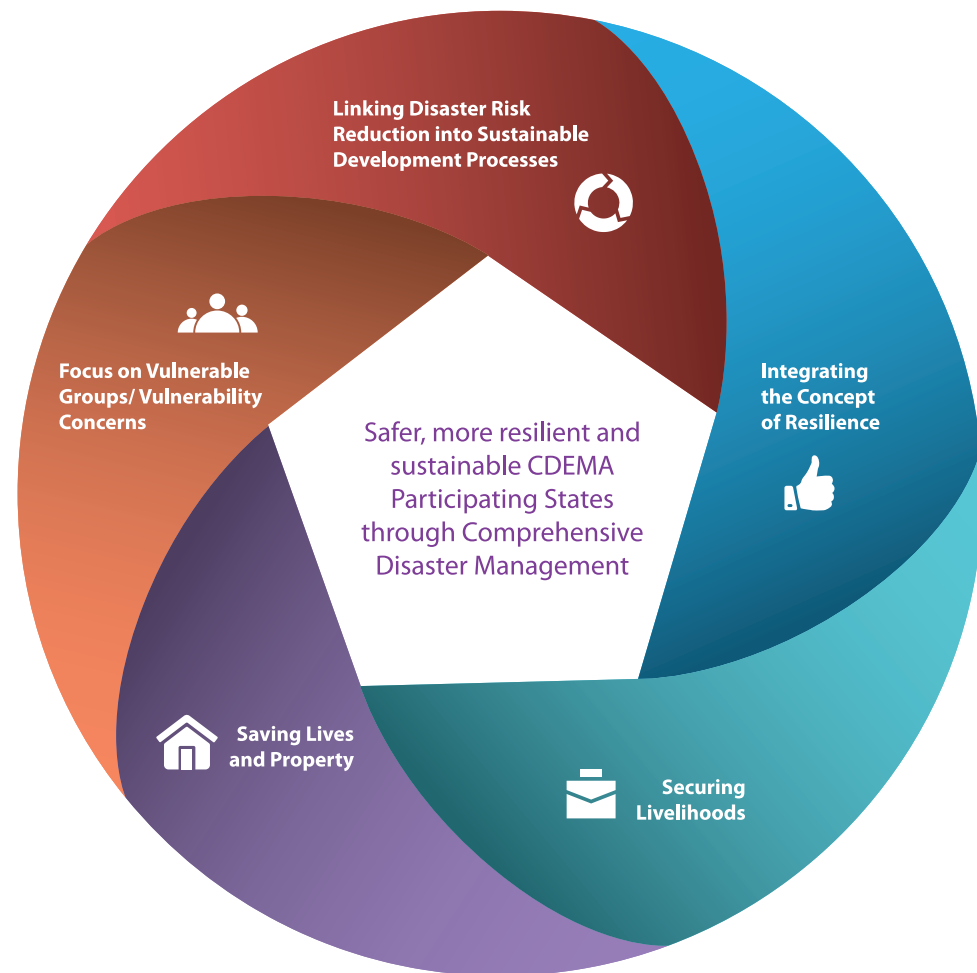 Linking Disaster Risk
Reduction into Sustainable
Development Processes
Integrating
the Concept
of Resilience
Securing
Livelihoods
Saving Lives
and Property
Focus on Vulnerable
Groups/ Vulnerability
Concerns
Safer, more resilient and
sustainable CDEMA
Participating States
through Comprehensive
Disaster Management